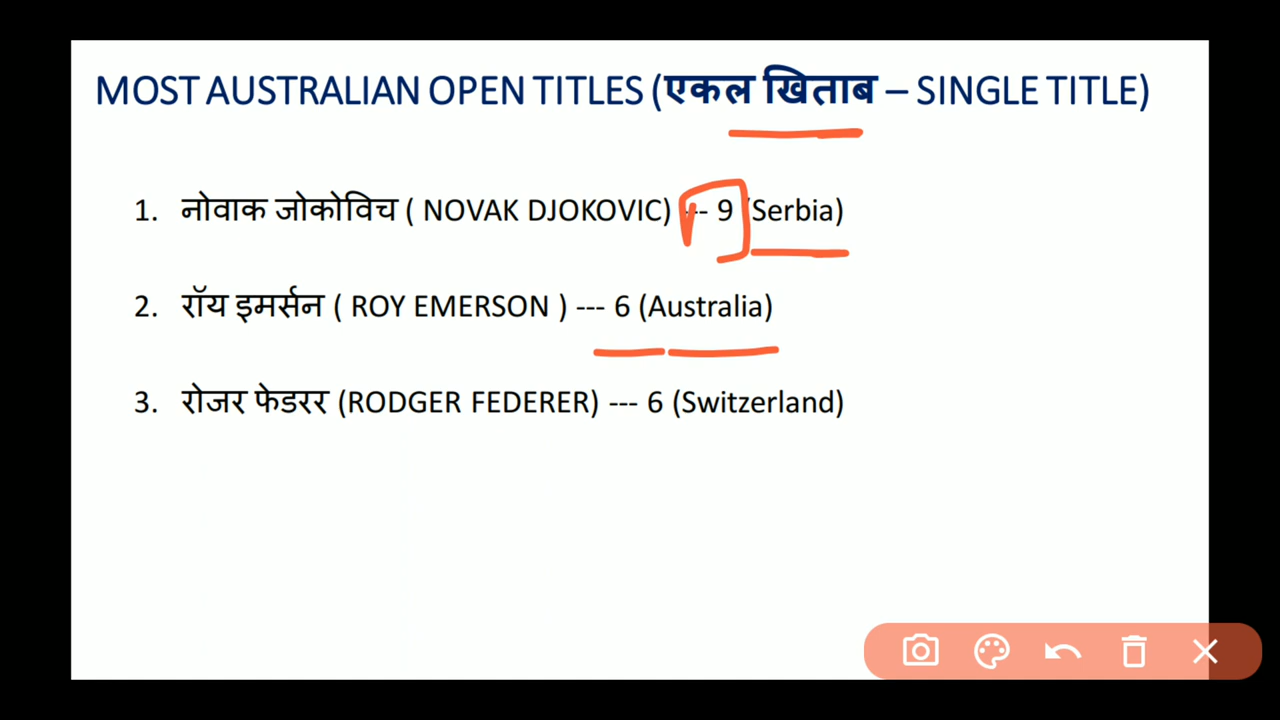 MOST AUSTRALIAN OPEN TITLES (एकल खिताब – SINGLE TITLE)
1. नोवाक जोकोविच ( NOVAK DJOKOVIC) --- 9 (Serbia)
2. रॉय इमर्सन ( ROY EMERSON ) --- 6 (Australia)
3. रोजर फेडरर (RODGER FEDERER) --- 6 (Switzerland)